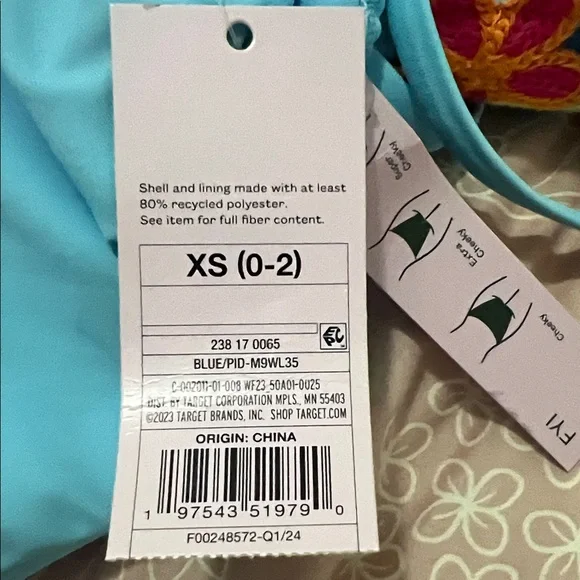 Shell and lining made with at least
80% recycled polyester.
See item for full fiber content.
XS (0-2)
238 17 0065
BLUE/PID-M9WL35
C-002011-01-008 WF23-50A01-0U25
DIST. BY TARGET CORPORATION MPLS., MN 55403
©2023 TARGET BRANDS, INC. SHOP TARGET.COM
ORIGIN: CHINA
1 97543 51979 0
F00248572-Q1/24
Super
Cheeky
Extra
Cheeky
Cheeky
FYI